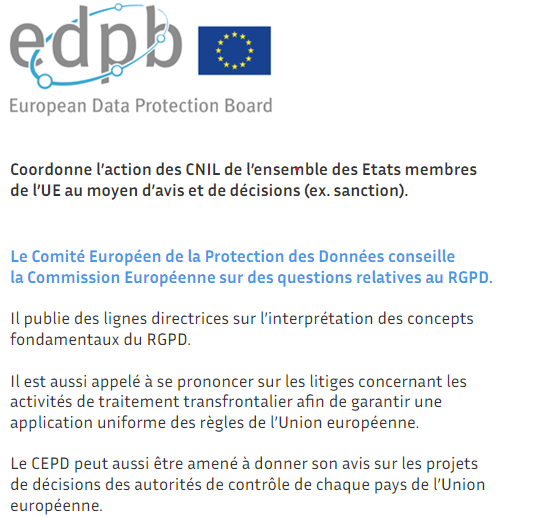 edpb
European Data Protection Board
Coordonne l’action des CNIL de l’ensemble des Etats membres
de l’UE au moyen d’avis et de décisions (ex. sanction).
Le Comité Européen de la Protection des Données conseille
la Commission Européenne sur des questions relatives au RGPD.
Il publie des lignes directrices sur l’interprétation des concepts
fondamentaux du RGPD.
Il est aussi appelé à se prononcer sur les litiges concernant les
activités de traitement transfrontalier afin de garantir une
application uniforme des règles de l’Union européenne.
Le CEPD peut aussi être amené à donner son avis sur les projets
de décisions des autorités de contrôle de chaque pays de l’Union
européenne.